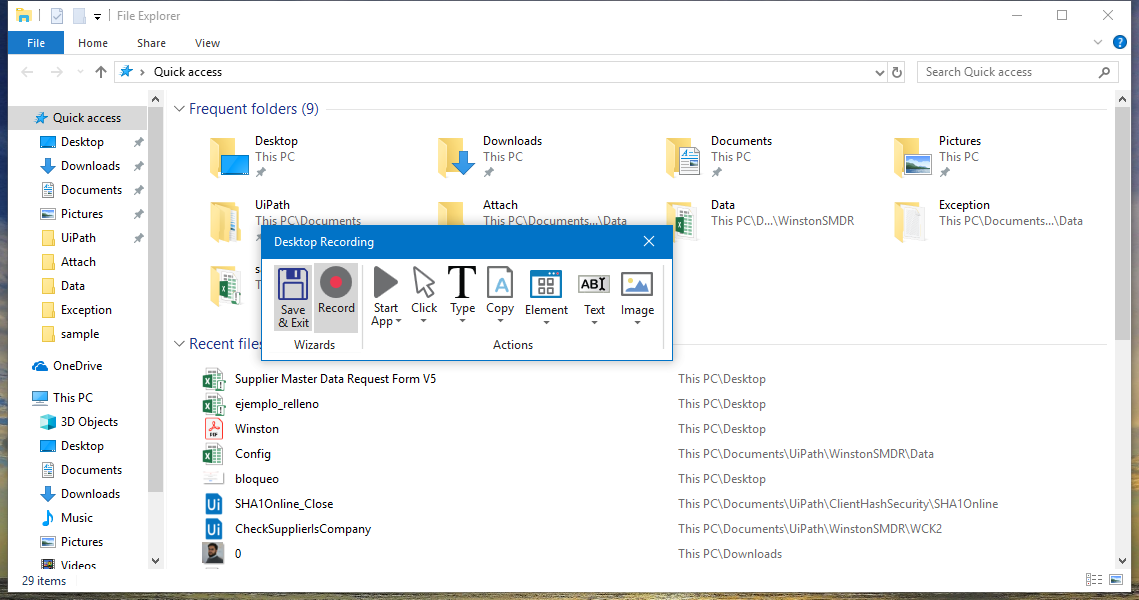 File Explorer
File Home Share View
Quick access
Search Quick access
Quick access
Desktop
Downloads
Documents
Pictures
UiPath
Attach
Data
Exception
sample
OneDrive
This PC
3D Objects
Desktop
Documents
Downloads
Music
Pictures
Videos
29 items
Frequent folders (9)
Desktop
This PC
Downloads
This PC
Documents
This PC
Pictures
This PC
UiPath
This PC\Documents
Attach
This PC\Documents...\Data
Data
This PC\D...\WinstonSMDR
Exception
This PC\Documents...\Data
Desktop Recording
Save & Exit
Record
Wizards
Start App
Click
Type
Copy
Element
Text
Image
Actions
Recent files
Supplier Master Data Request Form V5 This PC\Desktop
ejemplo_relleno This PC\Desktop
Winston This PC\Desktop
Config This PC\Documents\UiPath\WinstonSMDR\Data
bloqueo This PC\Desktop
SHA1Online_Close This PC\Documents\UiPath\ClientHashSecurity\SHA1Online
CheckSupplierIsCompany This PC\Documents\UiPath\WinstonSMDR\WCK2
0 This PC\Downloads